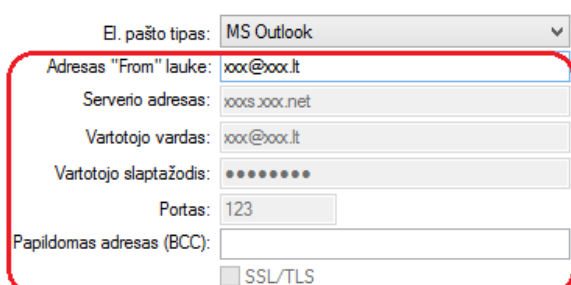 El. pašto tipas: MS Outlook
Adresas "From" lauke: xxx@xxx.lt
Serverio adresas: xxxs.xxx.net
Vartotojo vardas: xxx@xxx.lt
Vartotojo slaptažodis: ●●●●●●●●
Portas: 123
Papildomas adresas (BCC):
SSL/TLS